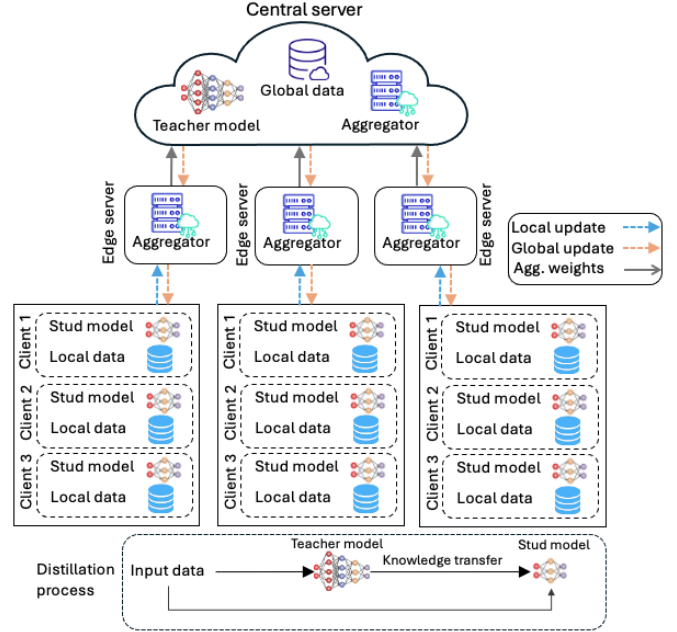 Central server
Global data
Teacher model
Aggregator
Edge server
Aggregator
Edge server
Aggregator
Aggregator
Edge server
Local update
Global update
Agg. weights
Client 1
Stud model
Local data
Client 2
Stud model
Local data
Client 3
Stud model
Local data
Client 1
Stud model
Local data
Client 2
Stud model
Local data
Client 3
Stud model
Local data
Client 1
Stud model
Local data
Client 2
Stud model
Local data
Client 3
Stud model
Local data
Distillation
process
Input data
Teacher model
Knowledge transfer
Stud model